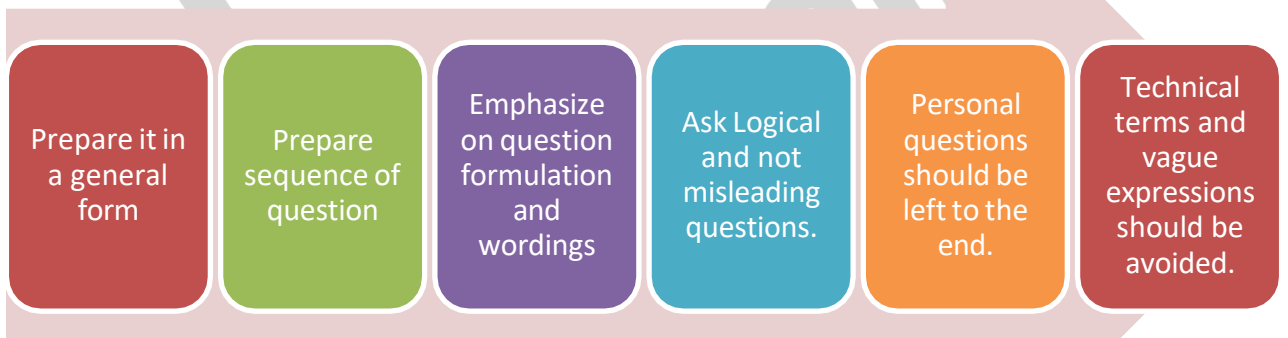 Prepare it in
a general
form
Prepare
sequence of
question
Emphasize
on question
formulation
and
wordings
Ask Logical
and not
misleading
questions.
Personal
questions
should be
left to the
end.
Technical
terms and
vague
expressions
should be
avoided.